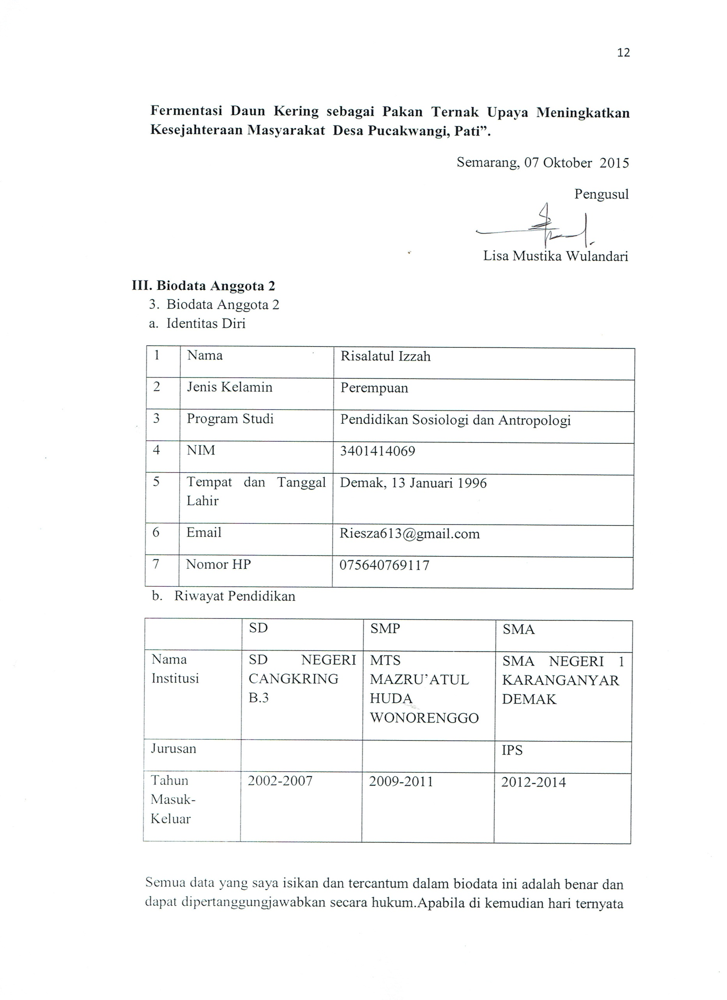 12
Fermentasi Daun Kering sebagai Pakan Ternak Upaya Meningkatkan
Kesejahteraan Masyarakat Desa Pucakwangi, Pati”.
Semarang, 07 Oktober 2015
Pengusul
Lisa Mustika Wulandari
III. Biodata Anggota 2
3. Biodata Anggota 2
a. Identitas Diri
1 Nama Risalatul Izzah
2 Jenis Kelamin Perempuan
3 Program Studi Pendidikan Sosiologi dan Antropologi
4 NIM 3401414069
5 Tempat dan Tanggal Demak, 13 Januari 1996
Lahir
6 Email Riesza613@gmail.com
7 Nomor HP 075640769117
b. Riwayat Pendidikan
SD SMP SMA
Nama SD NEGERI MTS SMA NEGERI 1
Institusi CANGKRING MAZRU’ATUL KARANGANYAR
B.3 HUDA DEMAK
WONORENGGO
Jurusan IPS
Tahun 2002-2007 2009-2011 2012-2014
Masuk-
Keluar
Semua data yang saya isikan dan tercantum dalam biodata ini adalah benar dan
dapat dipertanggungjawabkan secara hukum.Apabila di kemudian hari ternyata